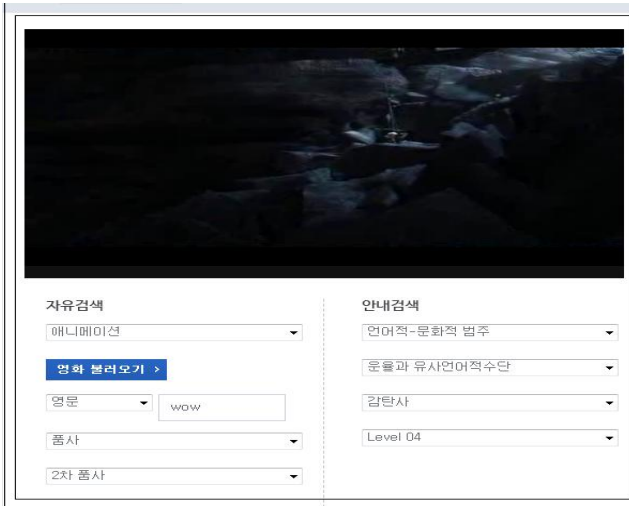 자유검색
애니메이션
영화 불러오기 >
영문
wow
품사
2차 품사
안내검색
언어적-문화적 범주
운율과 유사언어적수단
감탄사
Level 04